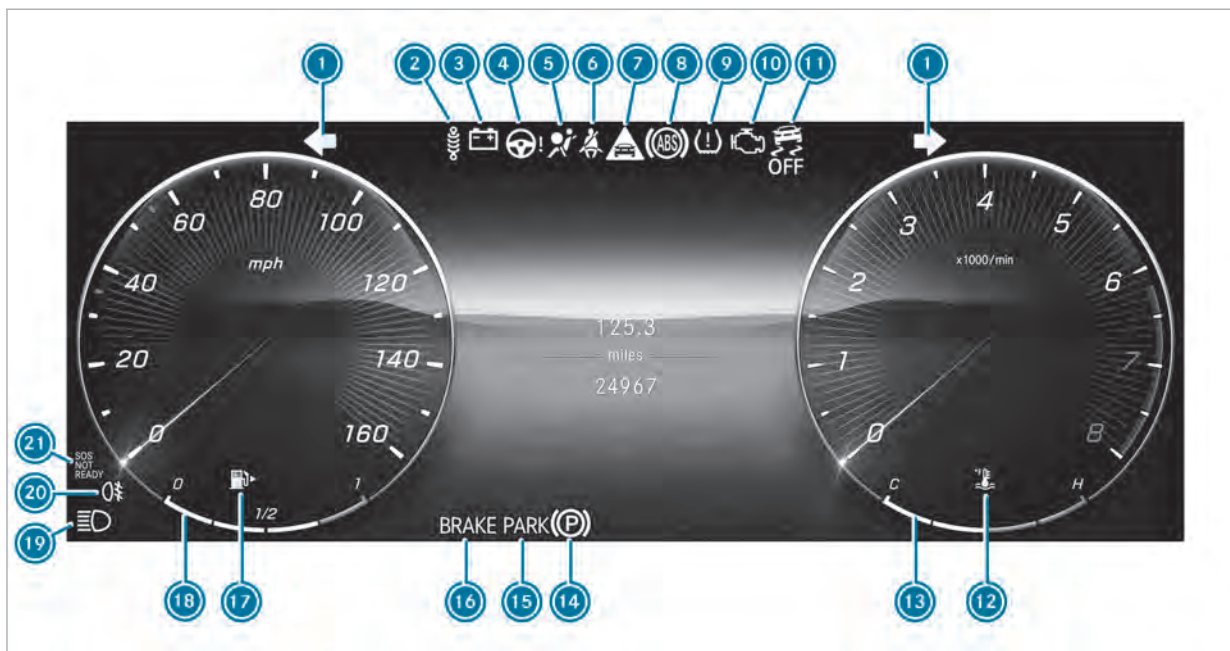 1 2 3 4 5 6 7 8 9 10 11 1
ABS
OFF
80
60 100
mph
40 120
20 140
0 160
0 1/2 1
4
3 5
x1000/min
2 6
1 7
0 8
C H
125.3
miles
24967
SOS
NOT
READY
BRAKE PARK P
21
20
19
18 17 16 15 14 13 12